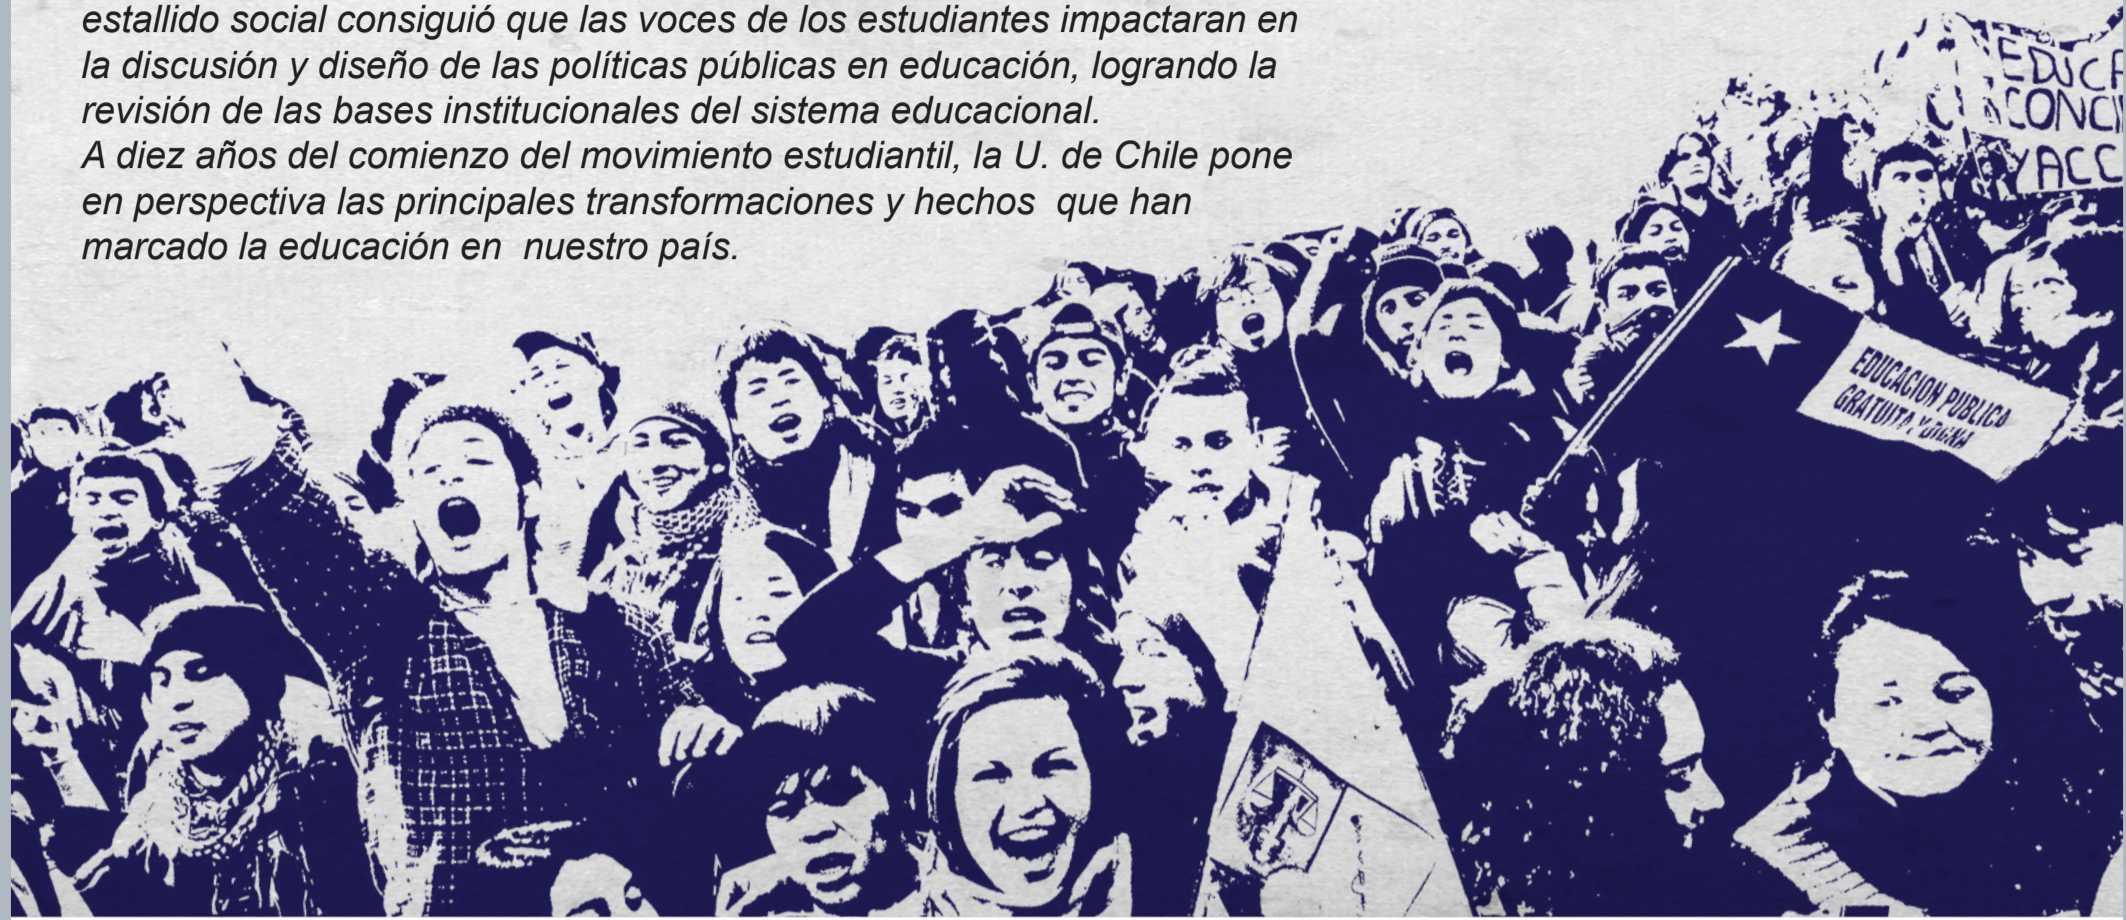 estallido social consiguió que las voces de los estudiantes impactaran en
la discusión y diseño de las políticas públicas en educación, logrando la
revisión de las bases institucionales del sistema educacional.
A diez años del comienzo del movimiento estudiantil, la U. de Chile pone
en perspectiva las principales transformaciones y hechos  que han
marcado la educación en  nuestro país.
EDUCACION PUBLICA
GRATUITA Y DIGNA